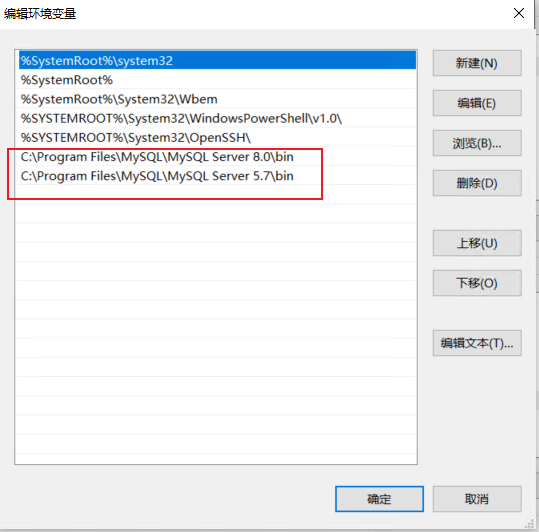 编辑环境变量
%SystemRoot%\system32
%SystemRoot%
%SystemRoot%\System32\Wbem
%SYSTEMROOT%\System32\WindowsPowerShell\v1.0\
%SYSTEMROOT%\System32\OpenSSH\
C:\Program Files\MySQL\MySQL Server 8.0\bin
C:\Program Files\MySQL\MySQL Server 5.7\bin
新建(N)
编辑(E)
浏览(B)...
删除(D)
上移(U)
下移(O)
编辑文本(T)...
确定
取消